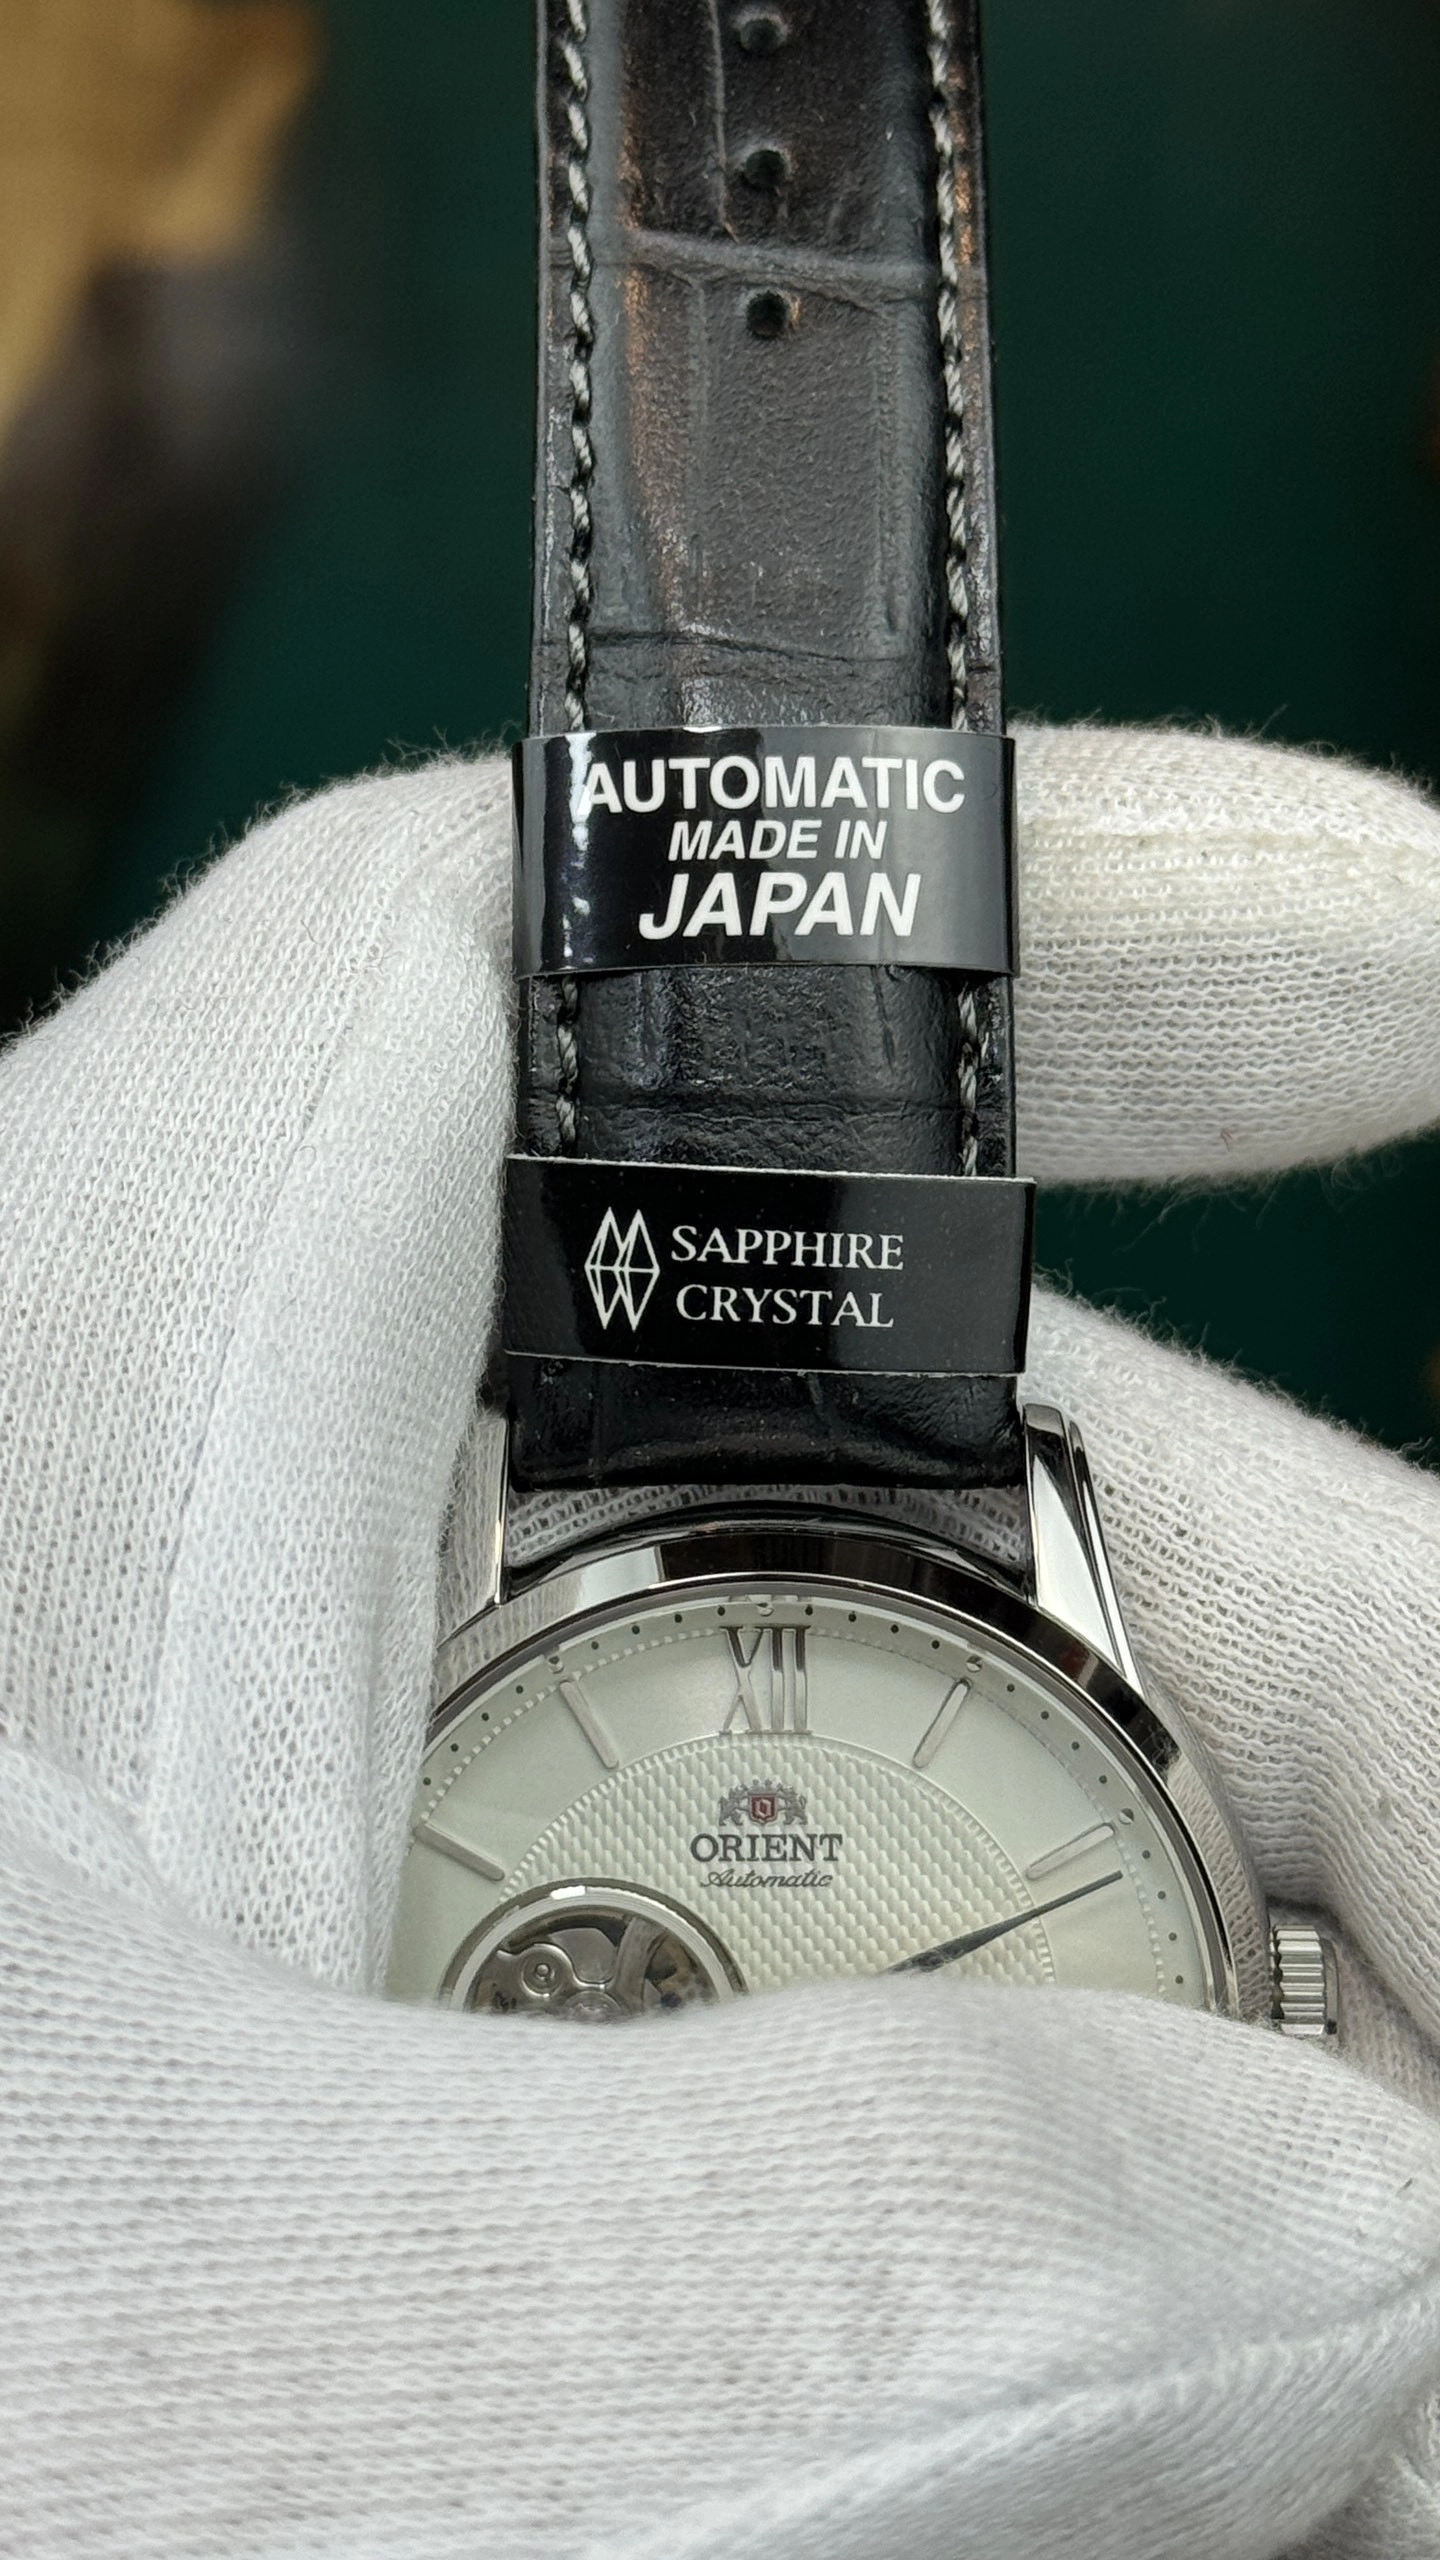 AUTOMATIC
MADE IN
JAPAN
SAPPHIRE
CRYSTAL
XII
ORIENT
Automatic